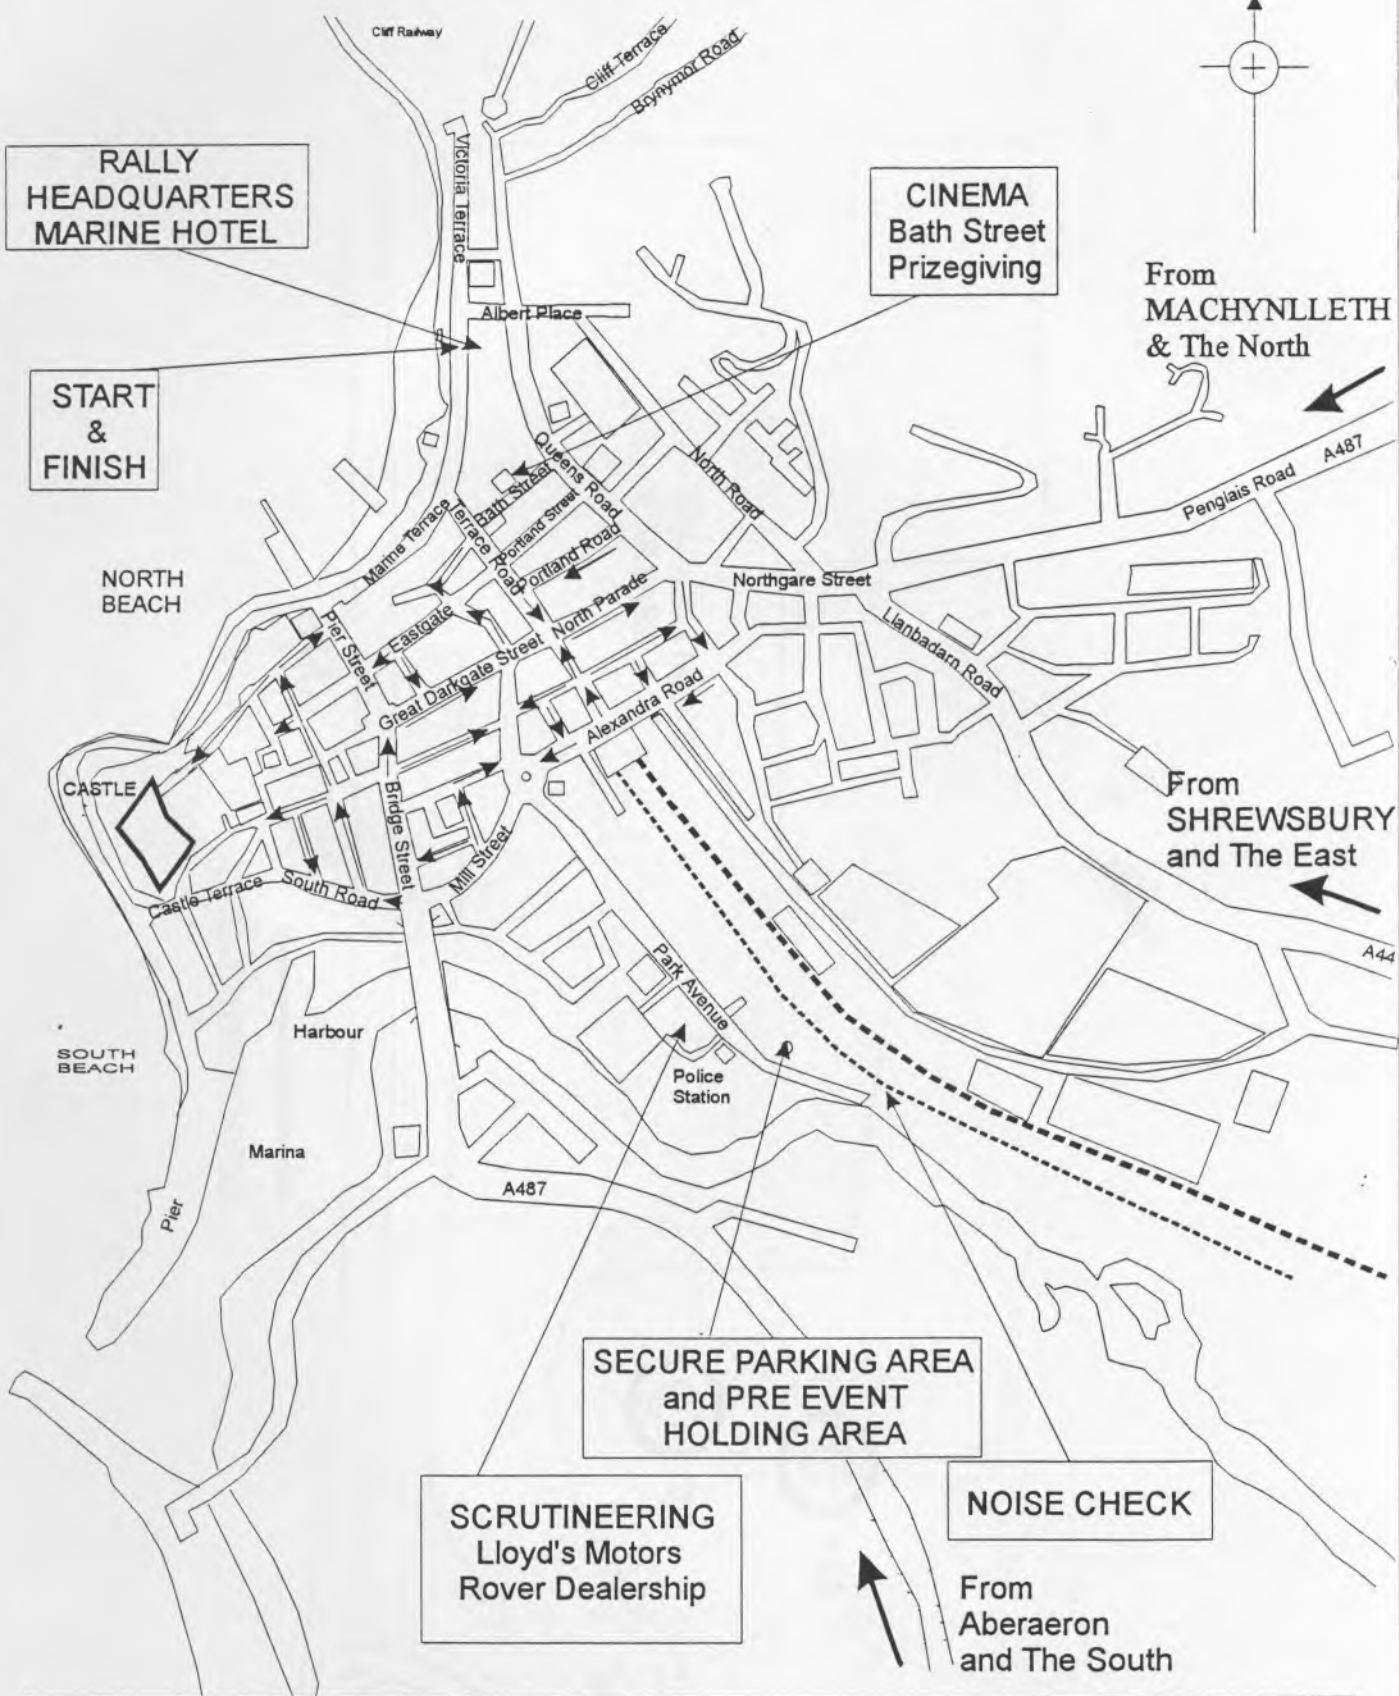 Cliff Railway
Cliff Terrace
Brynymor Road
Victoria Terrace
RALLY
HEADQUARTERS
MARINE HOTEL
CINEMA
Bath Street
Prizegiving
From
MACHYNLLETH
& The North
Albert Place
START
&
FINISH
Queens Road
North Road
A487
Penglais Road
Bath Street
Portland Street
Marine Terrace
Terrace Road
Portland Road
NORTH
BEACH
North Parade
Northgare Street
Eastgate
Pier Street
Great Darkgate Street
Llanbadarn Road
Alexandra Road
CASTLE
Bridge Street
From
SHREWSBURY
and The East
Mill Street
Castle Terrace
South Road
A44
Park Avenue
Harbour
SOUTH
BEACH
Police
Station
Marina
A487
Pier
SECURE PARKING AREA
and PRE EVENT
HOLDING AREA
SCRUTINEERING
Lloyd's Motors
Rover Dealership
NOISE CHECK
From
Aberaeron
and The South